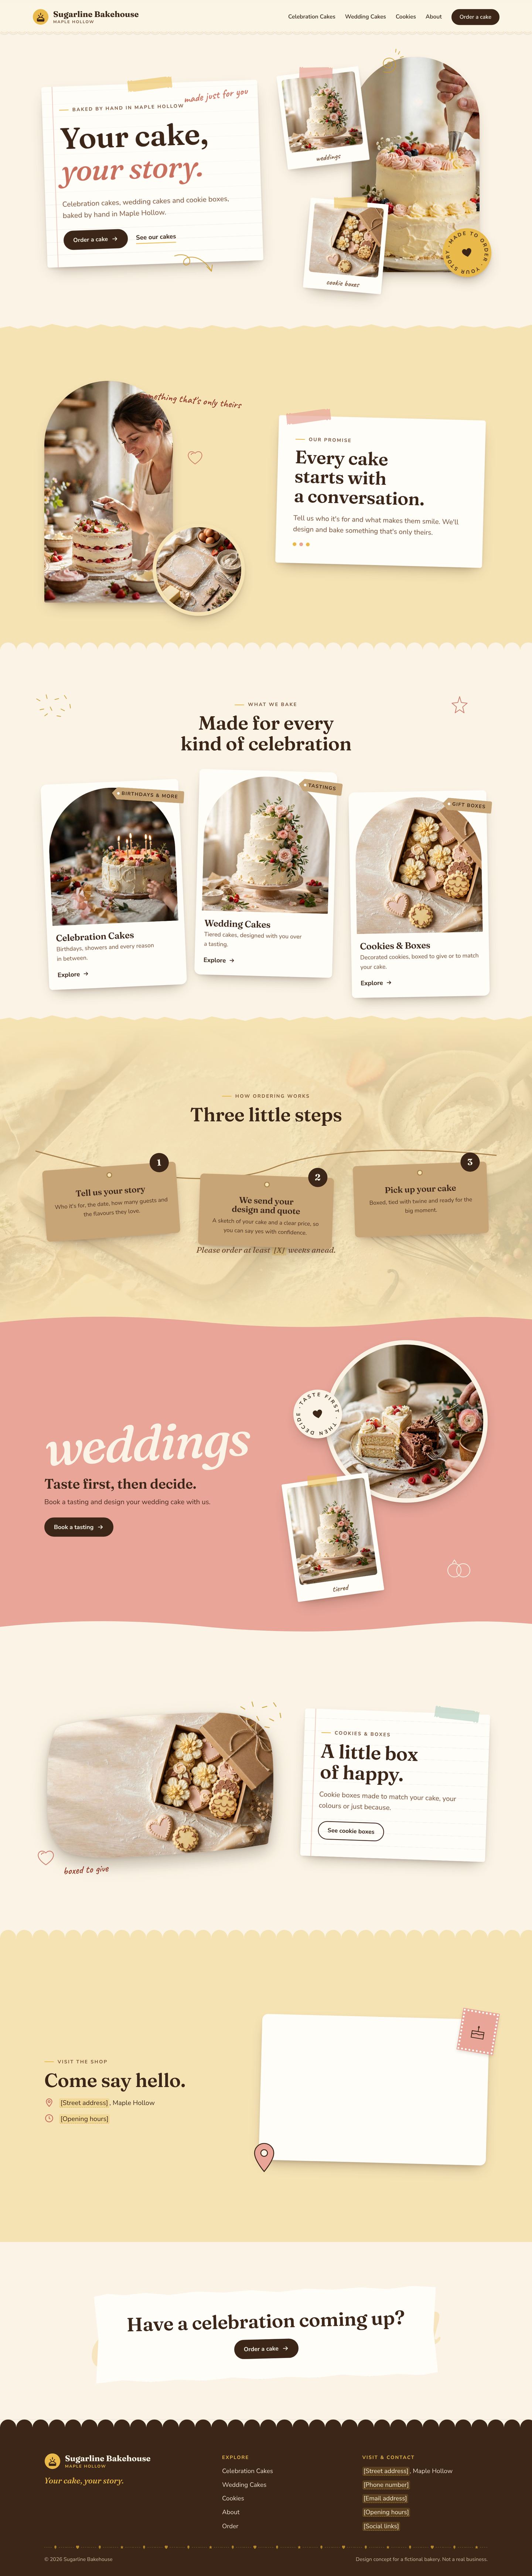 Sugarline Bakehouse
MAPLE HOLLOW
Celebration Cakes Wedding Cakes Cookies About Order a cake
BAKED BY HAND IN MAPLE HOLLOW
made just for you
Your cake,
your story.
Celebration cakes, wedding cakes and cookie boxes,
baked by hand in Maple Hollow.
Order a cake →
See our cakes
weddings
cookie boxes
MADE TO ORDER · YOUR STORY ·
something that's only theirs
OUR PROMISE
Every cake
starts with
a conversation.
Tell us who it's for and what makes them smile. We'll
design and bake something that's only theirs.
WHAT WE BAKE
Made for every
kind of celebration
BIRTHDAYS & MORE
Celebration Cakes
Birthdays, showers and every reason
in between.
Explore →
TASTINGS
Wedding Cakes
Tiered cakes, designed with you over
a tasting.
Explore →
GIFT BOXES
Cookies & Boxes
Decorated cookies, boxed to give or to match
your cake.
Explore →
HOW ORDERING WORKS
Three little steps
1
Tell us your story
Who it's for, the date, how many guests and
the flavours they love.
2
We send your
design and quote
A sketch of your cake and a clear price, so
you can say yes with confidence.
3
Pick up your cake
Boxed, tied with twine and ready for the
big moment.
Please order at least [X] weeks ahead.
weddings
Taste first, then decide.
Book a tasting and design your wedding cake with us.
Book a tasting →
TASTE FIRST · THEN DECIDE ·
tiered
boxed to give
COOKIES & BOXES
A little box
of happy.
Cookie boxes made to match your cake, your
colours or just because.
See cookie boxes
VISIT THE SHOP
Come say hello.
[Street address], Maple Hollow
[Opening hours]
Have a celebration coming up?
Order a cake →
Sugarline Bakehouse
MAPLE HOLLOW
Your cake, your story.
EXPLORE
Celebration Cakes
Wedding Cakes
Cookies
About
Order
VISIT & CONTACT
[Street address], Maple Hollow
[Phone number]
[Email address]
[Opening hours]
[Social links]
© 2026 Sugarline Bakehouse
Design concept for a fictional bakery. Not a real business.